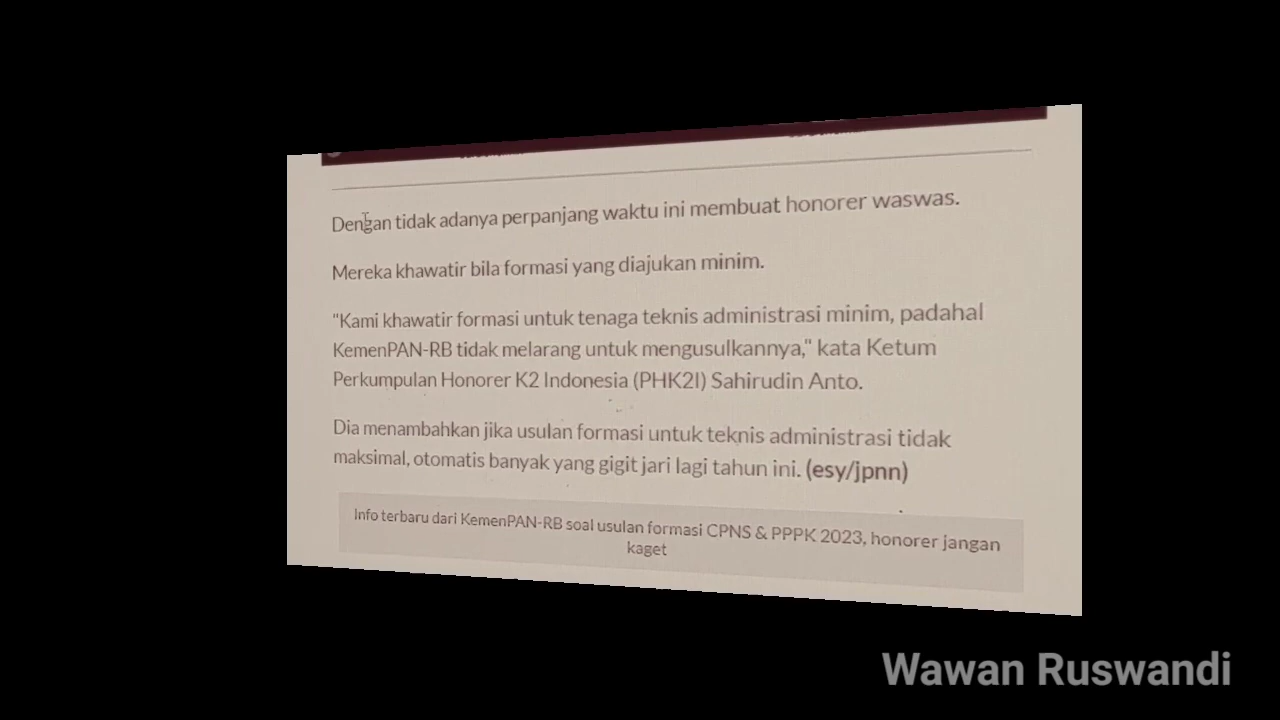 Dengan tidak adanya perpanjang waktu ini membuat honorer waswas.
Mereka khawatir bila formasi yang diajukan minim.
"Kami khawatir formasi untuk tenaga teknis administrasi minim, padahal
KemenPAN-RB tidak melarang untuk mengusulkannya," kata Ketum
Perkumpulan Honorer K2 Indonesia (PHK2I) Sahirudin Anto.
Dia menambahkan jika usulan formasi untuk teknis administrasi tidak
maksimal, otomatis banyak yang gigit jari lagi tahun ini. (esy/jpnn)
Info terbaru dari KemenPAN-RB soal usulan formasi CPNS & PPPK 2023, honorer jangan
kaget
Wawan Ruswandi